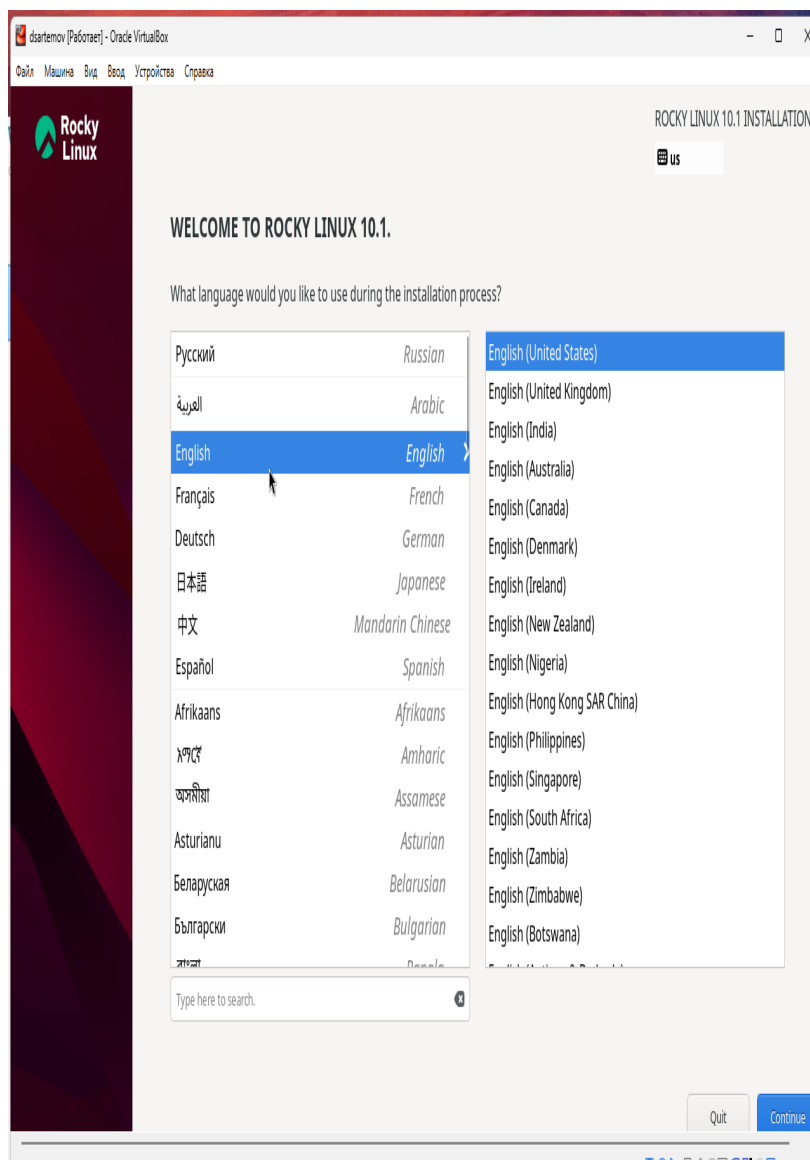 dsartemov [Работает] - Oracle VirtualBox
Файл Машина Вид Ввод Устройства Справка
Rocky
Linux
ROCKY LINUX 10.1 INSTALLATION
us
WELCOME TO ROCKY LINUX 10.1.
What language would you like to use during the installation process?
Русский Russian
العربية Arabic
English English
Français French
Deutsch German
日本語 Japanese
中文 Mandarin Chinese
Español Spanish
Afrikaans Afrikaans
አማርኛ Amharic
অসমীয়া Assamese
Asturianu Asturian
Беларуская Belarusian
Български Bulgarian
English (United States)
English (United Kingdom)
English (India)
English (Australia)
English (Canada)
English (Denmark)
English (Ireland)
English (New Zealand)
English (Nigeria)
English (Hong Kong SAR China)
English (Philippines)
English (Singapore)
English (South Africa)
English (Zambia)
English (Zimbabwe)
English (Botswana)
Type here to search.
Quit Continue